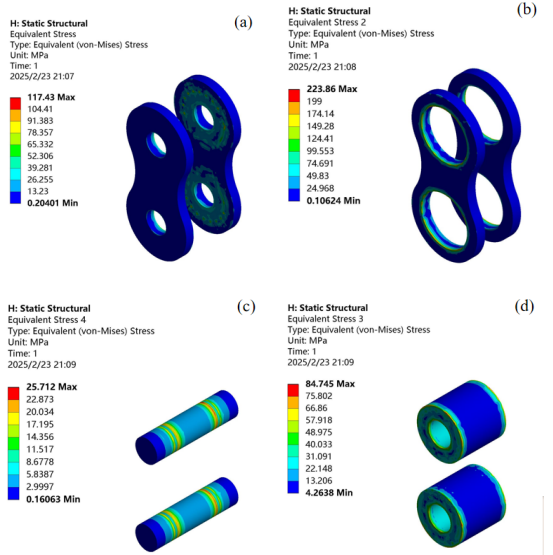 (a)
H: Static Structural
Equivalent Stress
Type: Equivalent (von-Mises) Stress
Unit: MPa
Time: 1
2025/2/23 21:07
117.43 Max
104.41
91.383
78.357
65.332
52.306
39.281
26.255
13.23
0.20401 Min
(b)
H: Static Structural
Equivalent Stress 2
Type: Equivalent (von-Mises) Stress
Unit: MPa
Time: 1
2025/2/23 21:08
223.86 Max
199
174.14
149.28
124.41
99.553
74.691
49.83
24.968
0.10624 Min
(c)
H: Static Structural
Equivalent Stress 4
Type: Equivalent (von-Mises) Stress
Unit: MPa
Time: 1
2025/2/23 21:09
25.712 Max
22.873
20.034
17.195
14.356
11.517
8.6778
5.8387
2.9997
0.16063 Min
(d)
H: Static Structural
Equivalent Stress 3
Type: Equivalent (von-Mises) Stress
Unit: MPa
Time: 1
2025/2/23 21:09
84.745 Max
75.802
66.86
57.918
48.975
40.033
31.091
22.148
13.206
4.2638 Min